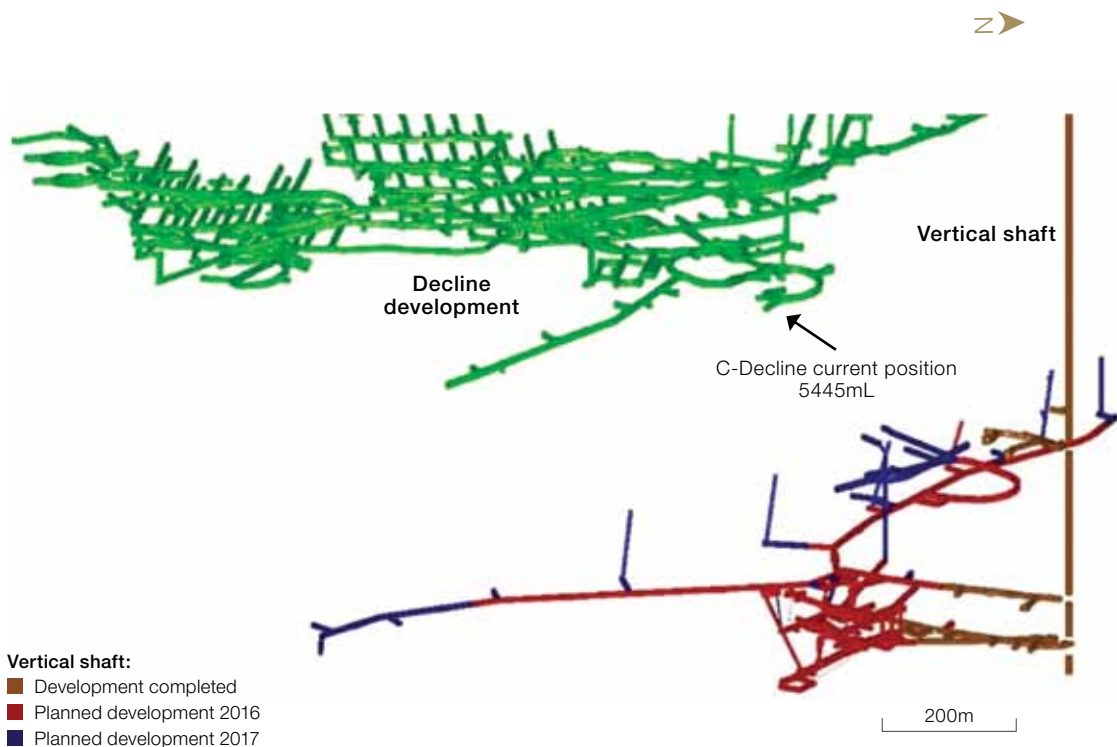 N
Vertical shaft
Decline
development
C-Decline current position
5445mL
Vertical shaft:
Development completed
Planned development 2016
Planned development 2017
200m